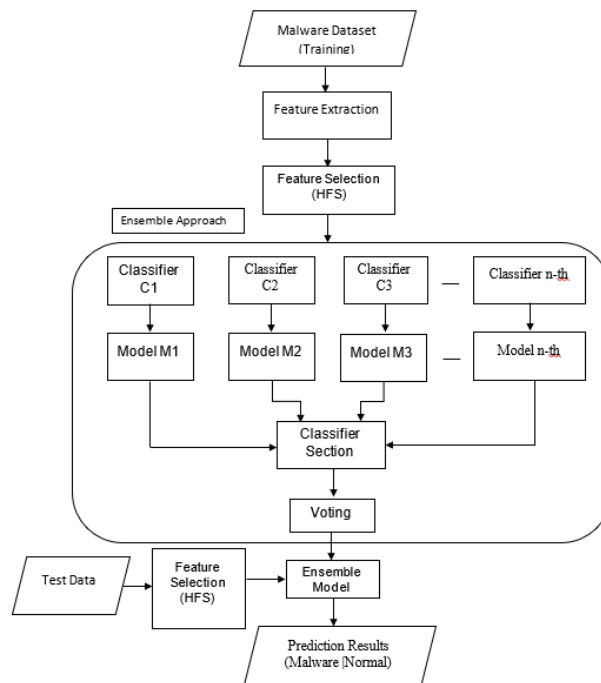 Malware Dataset
(Training)
Feature Extraction
Feature Selection
(HFS)
Ensemble Approach
Classifier
C1
Classifier
C2
Classifier
C3
—
Classifier n-th
Model M1
Model M2
Model M3
—
Model n-th
Classifier
Section
Voting
Test Data
Feature
Selection
(HFS)
Ensemble
Model
Prediction Results
(Malware |Normal)